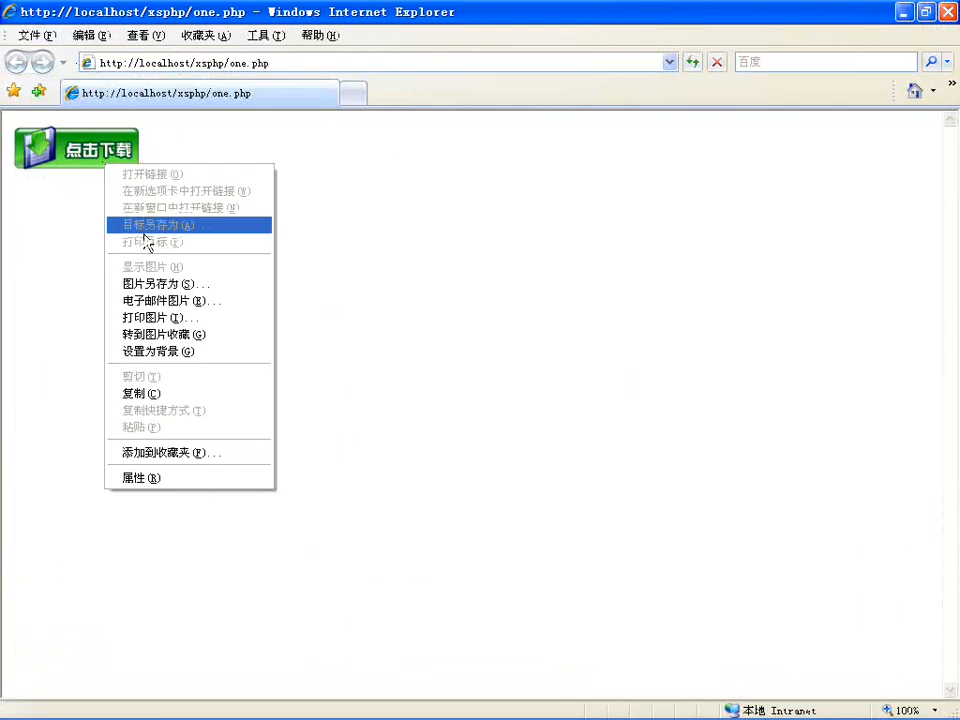 http://localhost/xsphp/one.php - Windows Internet Explorer
文件(F) 编辑(E) 查看(V) 收藏夹(A) 工具(T) 帮助(H)
http://localhost/xsphp/one.php 百度
http://localhost/xsphp/one.php
点击下载
打开链接(O)
在新选项卡中打开链接(W)
在新窗口中打开链接(N)
目标另存为(A)...
打印目标(P)
显示图片(H)
图片另存为(S)...
电子邮件图片(E)...
打印图片(I)...
转到图片收藏(G)
设置为背景(G)
剪切(T)
复制(C)
复制快捷方式(T)
粘贴(P)
添加到收藏夹(F)...
属性(R)
本地 Intranet 100%